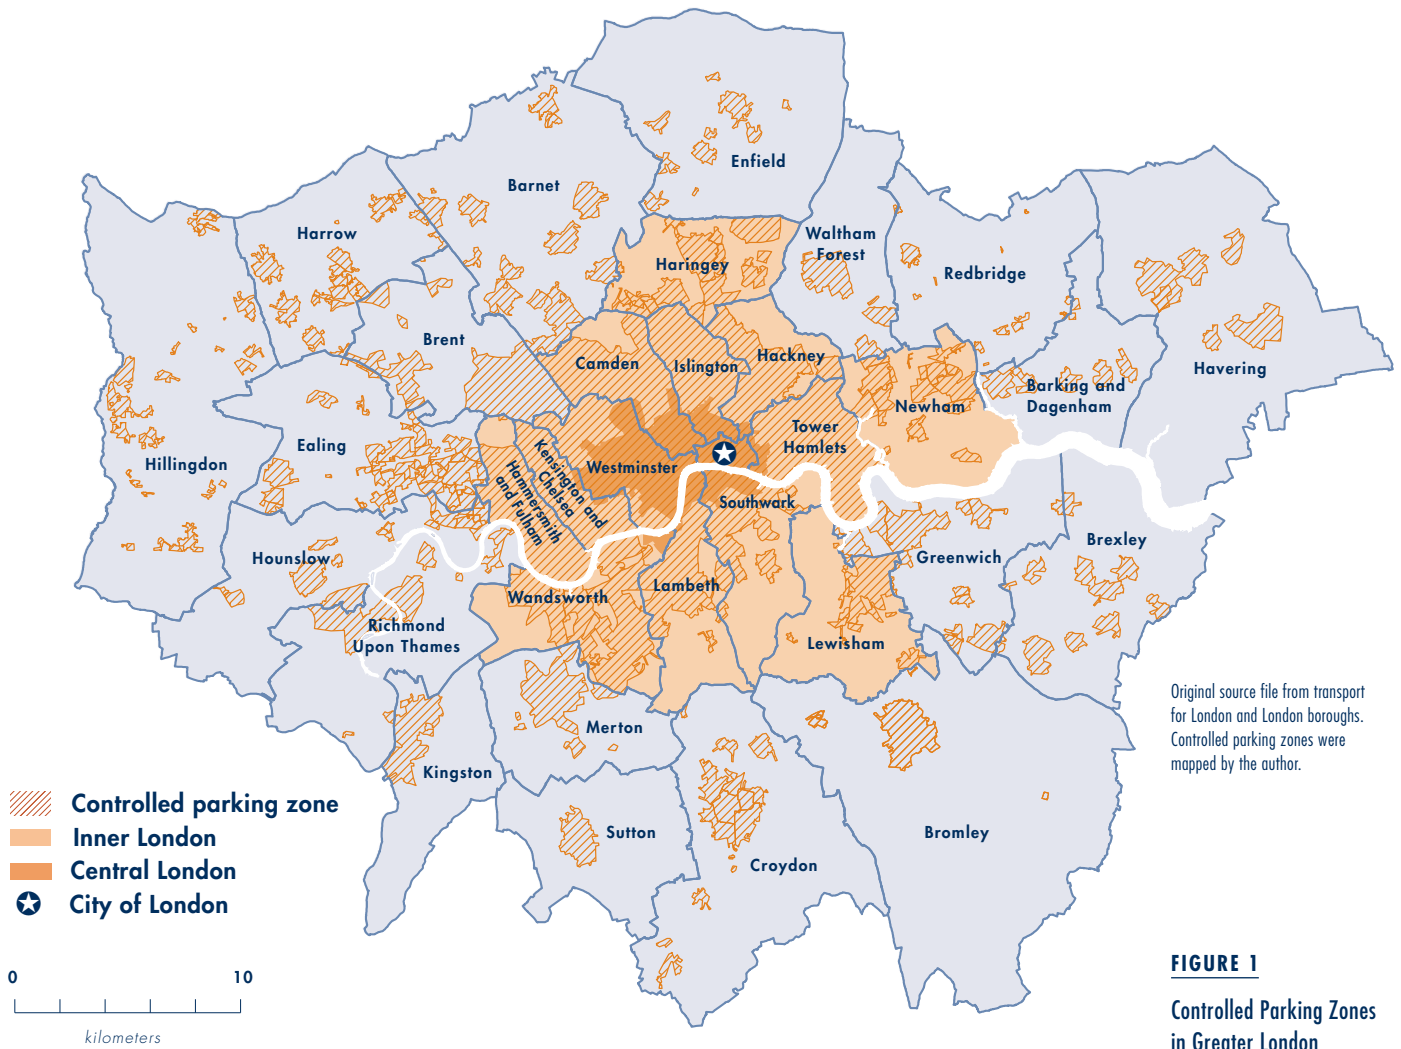 Enfield
Barnet
Harrow
Waltham
Forest
Haringey
Redbridge
Brent
Camden
Islington
Hackney
Havering
Barking and
Dagenham
Newham
Tower
Hamlets
Ealing
Hillingdon
Westminster
Kensington and
Chelsea
Hammersmith
and Fulham
Southwark
Hounslow
Greenwich
Brexley
Lambeth
Wandsworth
Richmond
Upon Thames
Lewisham
Merton
Kingston
Sutton
Croydon
Bromley
Original source file from transport
for London and London boroughs.
Controlled parking zones were
mapped by the author.
Controlled parking zone
Inner London
Central London
City of London
0 10
kilometers
FIGURE 1
Controlled Parking Zones
in Greater London